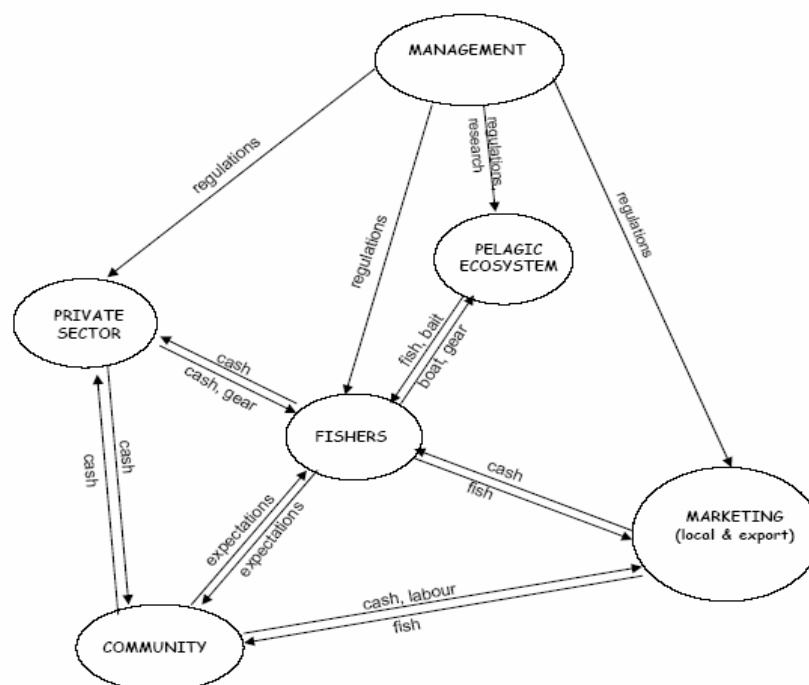 MANAGEMENT
regulations
regulations
regulations
research
regulations
PELAGIC
ECOSYSTEM
PRIVATE
SECTOR
fish, bait
boat, gear
cash
cash, gear
FISHERS
cash
cash
cash
fish
expectations
expectations
MARKETING
(local & export)
cash, labour
fish
COMMUNITY